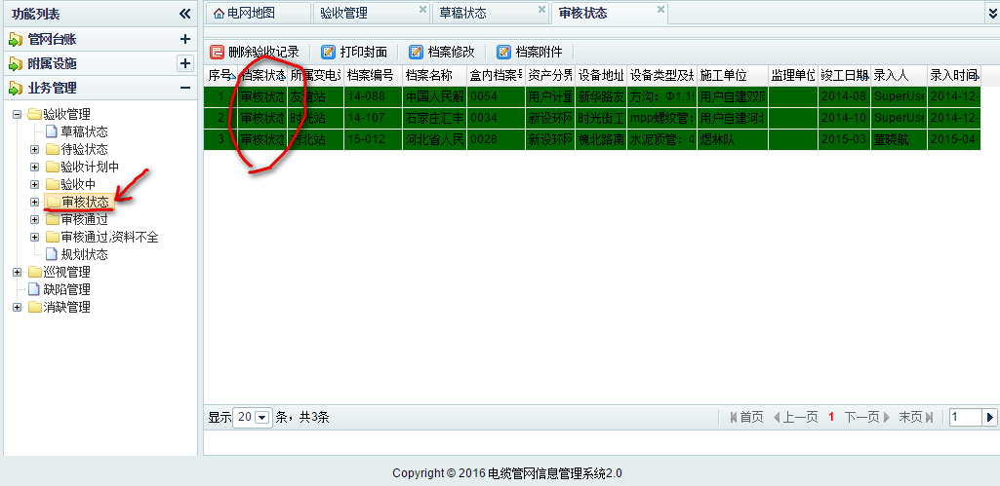 功能列表
管网台账
附属设施
业务管理
验收管理
草稿状态
待验状态
验收计划中
验收中
审核状态
审核通过
审核通过,资料不全
规划状态
巡视管理
缺陷管理
消缺管理
电网地图 验收管理 草稿状态 审核状态
删除验收记录 打印封面 档案修改 档案附件
序号 档案状态 所属变电 档案编号 档案名称 盒内档案 资产分界 设备地址 设备类型及 施工单位 监理单位 竣工日期 录入人 录入时间
1 审核状态 友谊站 14-088 中国人民解 0054 用户计量 新华路友 方沟：Φ1.1 用户自建双 2014-08 SuperUse 2014-12-
2 审核状态 时光站 14-107 石家庄汇丰 0034 新设环网 时光街工 mpp螺纹管： 用户自建河 2014-10 SuperUse 2014-12-
3 审核状态 北站 15-012 河北省人民 0028 新设环网 水泥顶管： 煜林队 2015-03 董晓航 2015-04-
显示 20 条，共3条
首页 上一页 1 下一页 末页 1
Copyright © 2016 电缆管网信息管理系统2.0